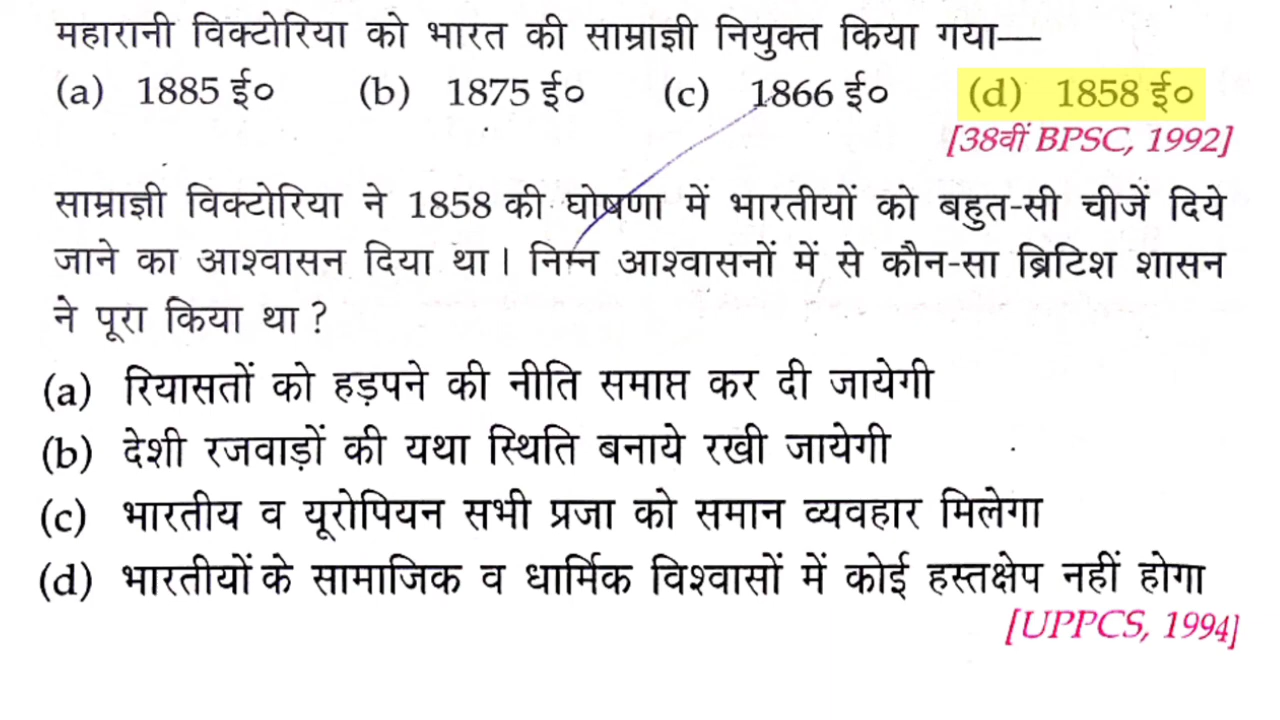 महारानी विक्टोरिया को भारत की साम्राज्ञी नियुक्त किया गया—
(a) 1885 ई० (b) 1875 ई० (c) 1866 ई० (d) 1858 ई०
[38वीं BPSC, 1992]
साम्राज्ञी विक्टोरिया ने 1858 की घोषणा में भारतीयों को बहुत-सी चीजें दिये
जाने का आश्वासन दिया था। निम्न आश्वासनों में से कौन-सा ब्रिटिश शासन
ने पूरा किया था?
(a) रियासतों को हड़पने की नीति समाप्त कर दी जायेगी
(b) देशी रजवाड़ों की यथा स्थिति बनाये रखी जायेगी
(c) भारतीय व यूरोपियन सभी प्रजा को समान व्यवहार मिलेगा
(d) भारतीयों के सामाजिक व धार्मिक विश्वासों में कोई हस्तक्षेप नहीं होगा
[UPPCS, 1994]